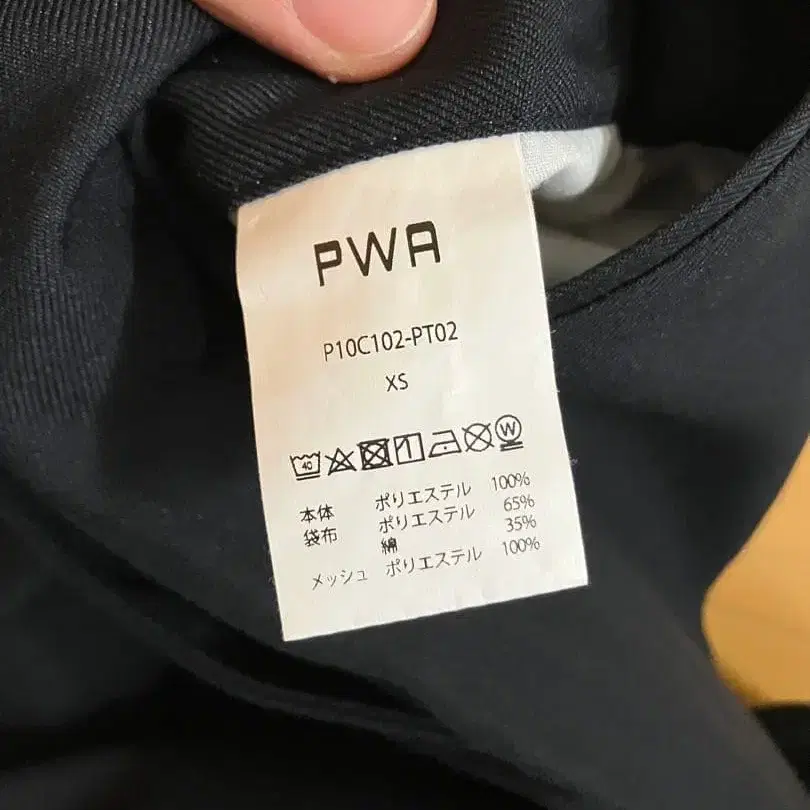 PWA
P10C102-PT02
XS
40 W
本体 ポリエステル 100%
袋布 ポリエステル 65%
綿 35%
メッシュ ポリエステル 100%